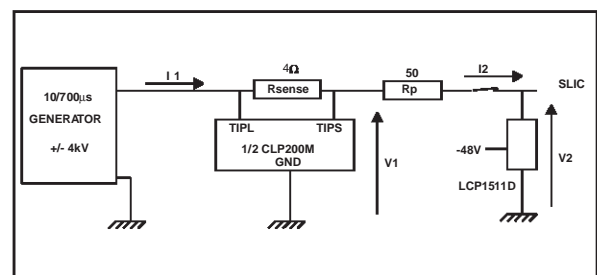 10/700µs
GENERATOR
+/- 4kV
I 1
4Ω
Rsense
TIPL TIPS
1/2 CLP200M
GND
V1
50
Rp
I2
SLIC
-48V
LCP1511D
V2